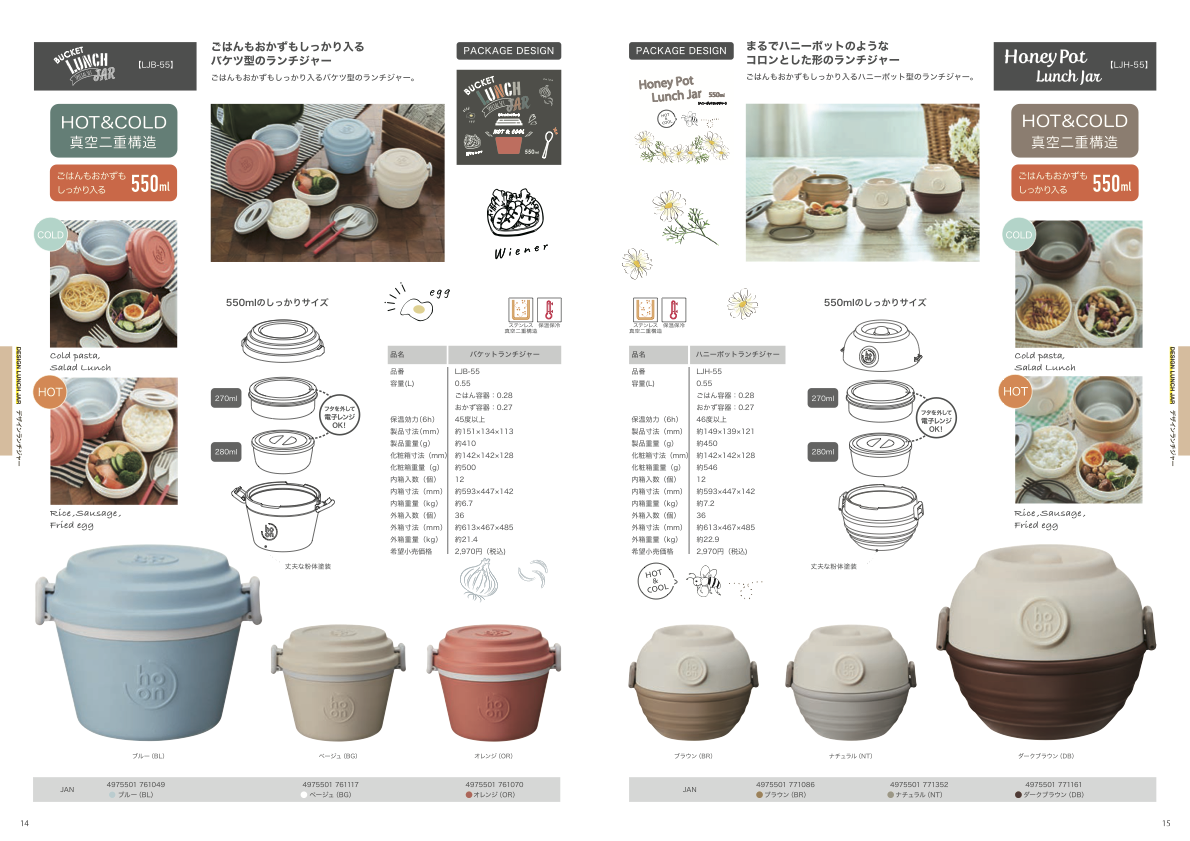 BUCKET
LUNCH
JAR
【LJB-55】
HOT&COLD
真空二重構造
ごはんもおかずも
しっかり入る
550ml
COLD
Cold pasta,
Salad Lunch
HOT
Rice, Sausage,
Fried egg
ごはんもおかずもしっかり入る
バケツ型のランチジャー
ごはんもおかずもしっかり入るバケツ型のランチジャー。
PACKAGE DESIGN
BUCKET
LUNCH
JAR
HOT & COOL
550ml
Wiener
egg
550mlのしっかりサイズ
270ml
280ml
フタを外して
電子レンジ
OK!
ho
on
丈夫な粉体塗装
ステンレス
真空二重構造
保温保冷
品名 バケットランチジャー
品番 LJB-55
容量(L) 0.55
ごはん容器：0.28
おかず容器：0.27
保温効力（6h） 45度以上
製品寸法(mm） 約151×134×113
製品重量(g） 約410
化粧箱寸法（mm） 約142×142×128
化粧箱重量（g） 約500
内箱入数（個） 12
内箱寸法（mm） 約593×447×142
内箱重量（kg） 約6.7
外箱入数（個） 36
外箱寸法（mm） 約613×467×485
外箱重量（kg） 約21.4
希望小売価格 2,970円（税込）
ho
on
ho
on
ho
on
ブルー（BL）
ベージュ（BG）
オレンジ（OR）
JAN
4975501 761049
ブルー（BL）
4975501 761117
ベージュ（BG）
4975501 761070
オレンジ（OR）
DESIGN LUNCH JAR デザインランチジャー
14
PACKAGE DESIGN
Honey Pot
Lunch Jar
550ml
HOT
&
COOL
まるでハニーポットのような
コロンとした形のランチジャー
ごはんもおかずもしっかり入るハニーポット型のランチジャー。
Honey Pot
Lunch Jar
【LJH-55】
HOT&COLD
真空二重構造
ごはんもおかずも
しっかり入る
550ml
COLD
Cold pasta,
Salad Lunch
HOT
Rice, Sausage,
Fried egg
ステンレス
真空二重構造
保温保冷
品名 ハニーポットランチジャー
品番 LJH-55
容量(L) 0.55
ごはん容器：0.28
おかず容器：0.27
保温効力（6h） 46度以上
製品寸法（mm） 約149×139×121
製品重量（g） 約450
化粧箱寸法（mm） 約142×142×128
化粧箱重量（g） 約546
内箱入数（個） 12
内箱寸法（mm） 約593×447×142
内箱重量（kg） 約7.2
外箱入数（個） 36
外箱寸法（mm） 約613×467×485
外箱重量（kg） 約22.9
希望小売価格 2,970円（税込）
550mlのしっかりサイズ
ho
on
270ml
280ml
フタを外して
電子レンジ
OK!
丈夫な粉体塗装
HOT
&
COOL
ho
on
ho
on
ho
on
ブラウン（BR）
ナチュラル（NT）
ダークブラウン（DB）
JAN
4975501 771086
ブラウン（BR）
4975501 771352
ナチュラル（NT）
4975501 771161
ダークブラウン（DB）
DESIGN LUNCH JAR デザインランチジャー
15